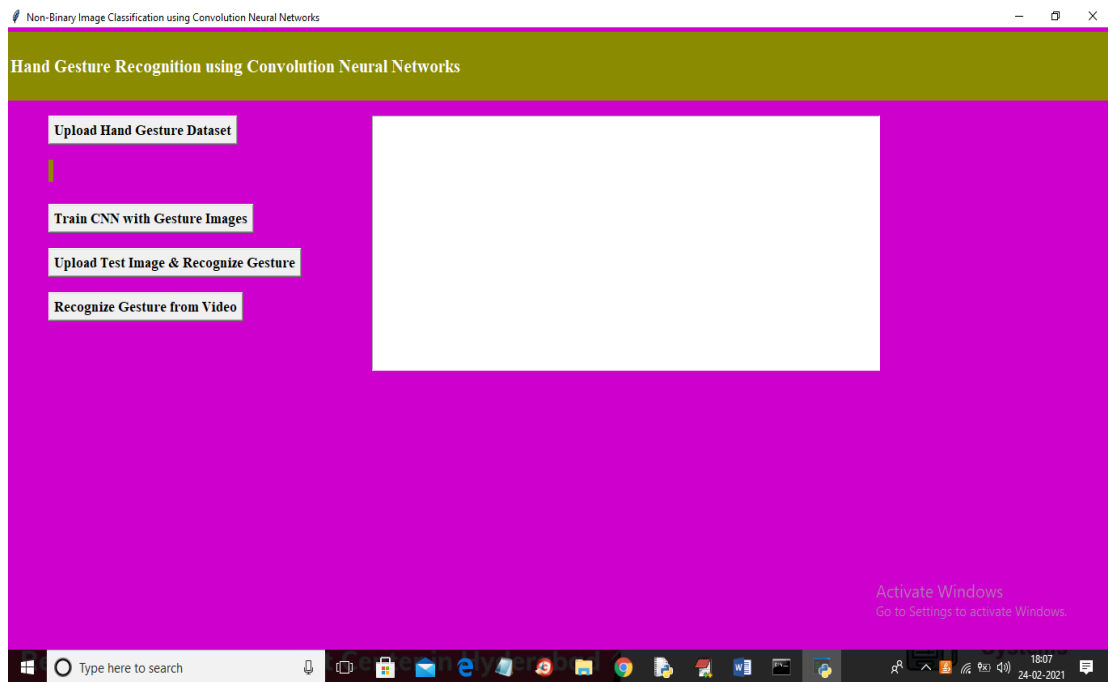 Non-Binary Image Classification using Convolution Neural Networks
Hand Gesture Recognition using Convolution Neural Networks
Upload Hand Gesture Dataset
Train CNN with Gesture Images
Upload Test Image & Recognize Gesture
Recognize Gesture from Video
Activate Windows
Go to Settings to activate Windows.
Type here to search
18:07
24-02-2021